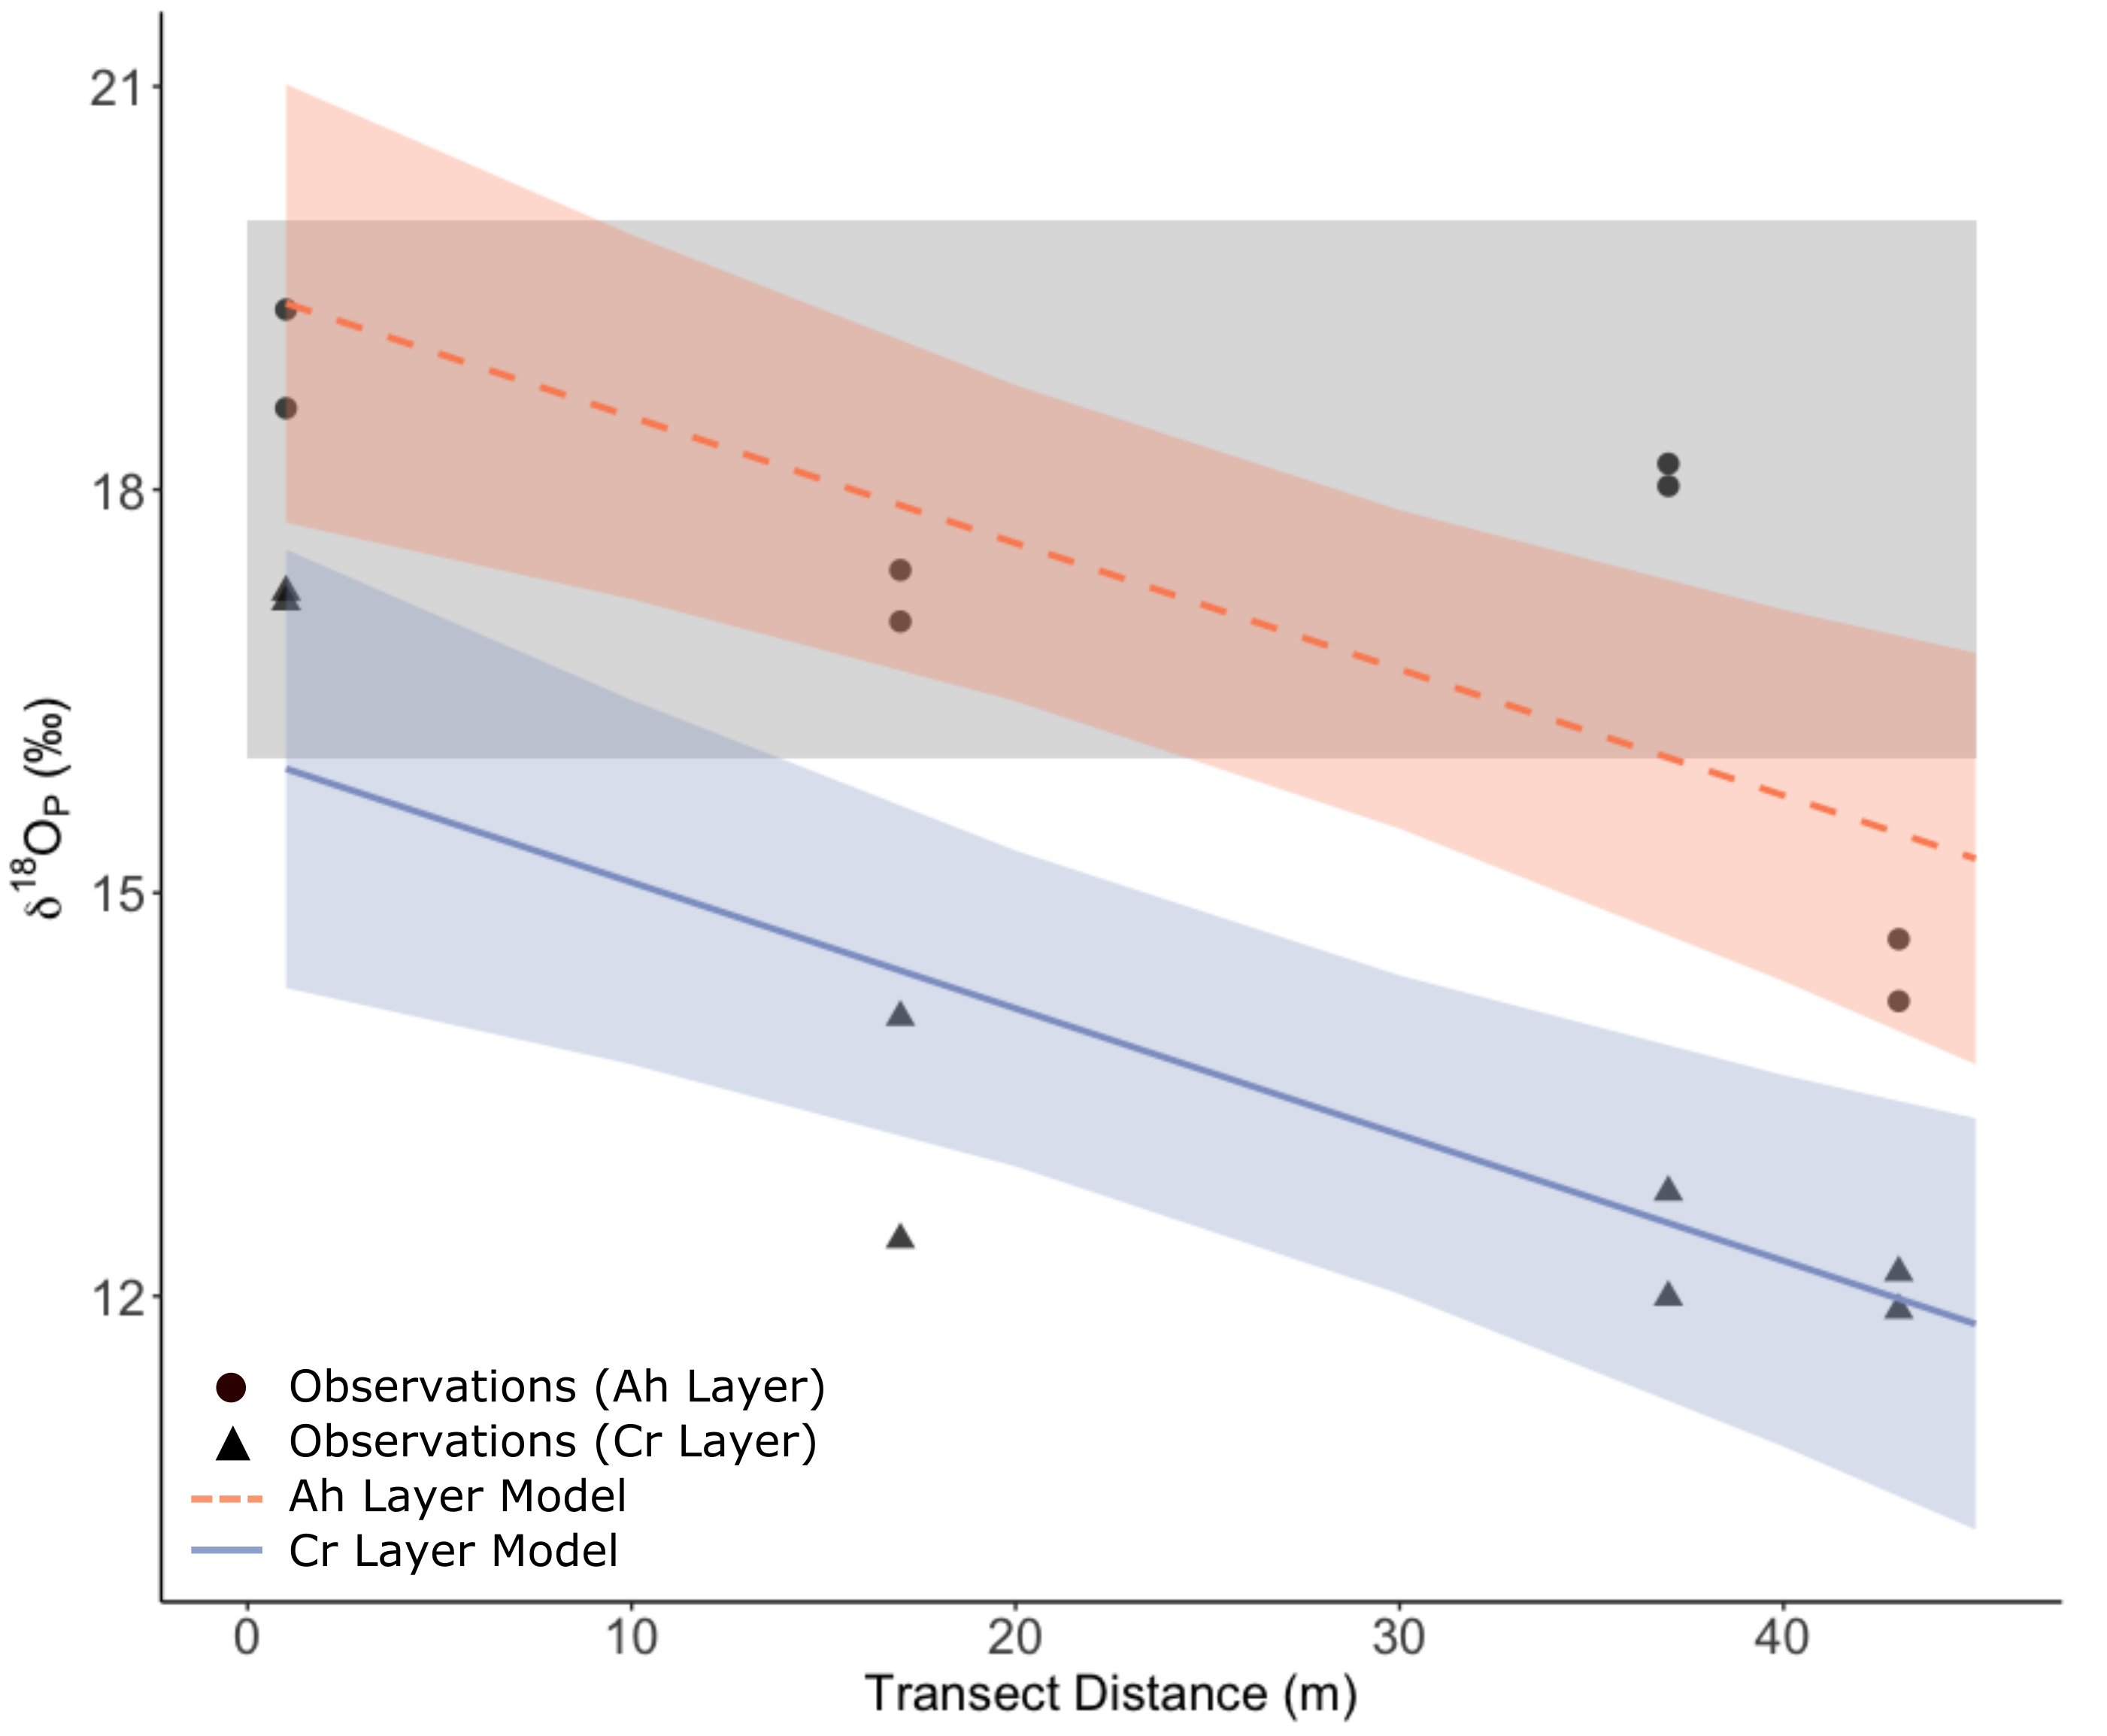 21
18
15
12
δ ¹⁸Oₚ (‰)
Observations (Ah Layer)
Observations (Cr Layer)
Ah Layer Model
Cr Layer Model
0 10 20 30 40
Transect Distance (m)